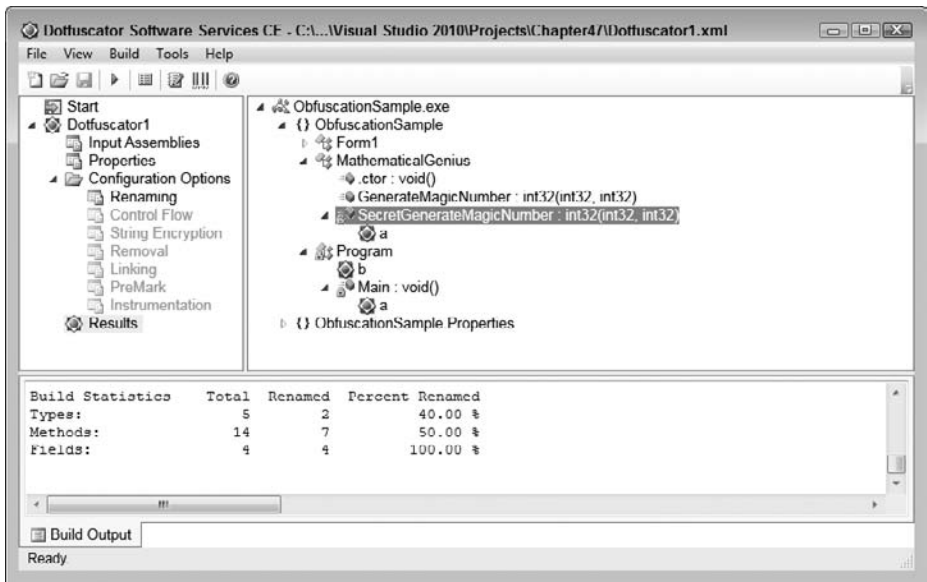 Dotfuscator Software Services CE - C:\...\Visual Studio 2010\Projects\Chapter47\Dotfuscator1.xml
File View Build Tools Help
Start
Dotfuscator1
Input Assemblies
Properties
Configuration Options
Renaming
Control Flow
String Encryption
Removal
Linking
PreMark
Instrumentation
Results
ObfuscationSample.exe
{} ObfuscationSample
Form1
MathematicalGenius
.ctor : void()
GenerateMagicNumber : int32(int32, int32)
SecretGenerateMagicNumber : int32(int32, int32)
a
Program
b
Main : void()
a
{} ObfuscationSample.Properties
Build Statistics Total Renamed Percent Renamed
Types: 5 2 40.00 %
Methods: 14 7 50.00 %
Fields: 4 4 100.00 %
Build Output
Ready